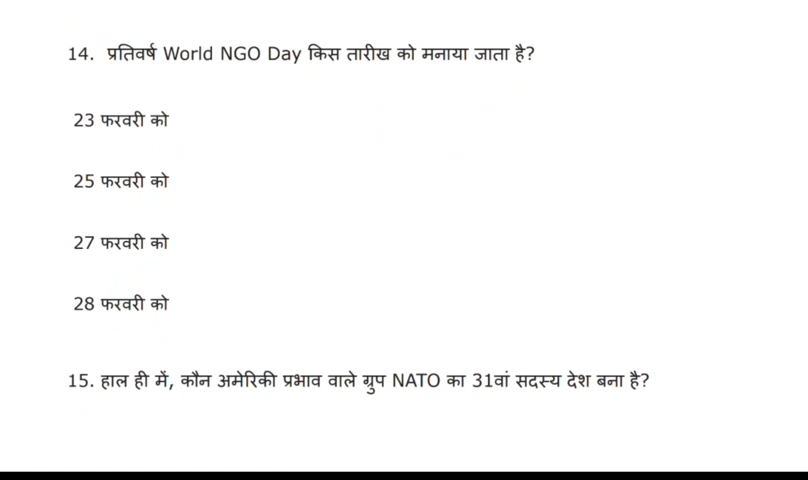 14. प्रतिवर्ष World NGO Day किस तारीख को मनाया जाता है?
23 फरवरी को
25 फरवरी को
27 फरवरी को
28 फरवरी को
15. हाल ही में, कौन अमेरिकी प्रभाव वाले ग्रुप NATO का 31वां सदस्य देश बना है?